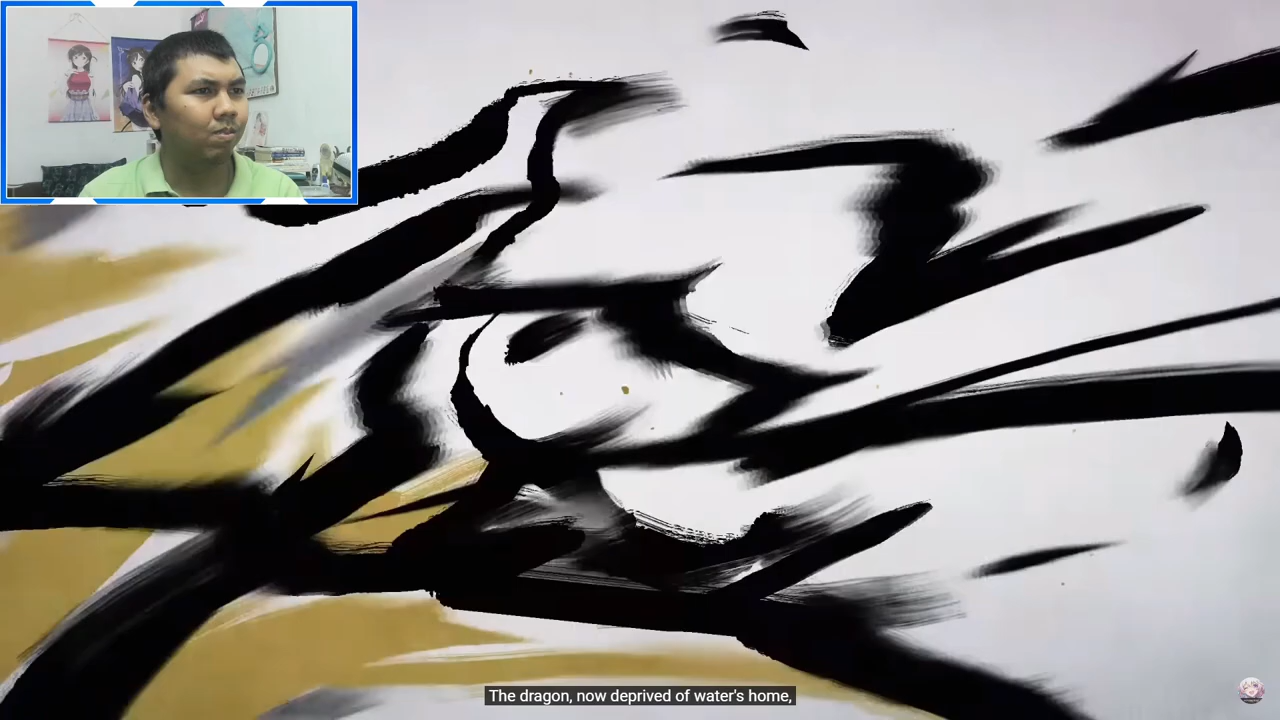 The dragon, now deprived of water's home,